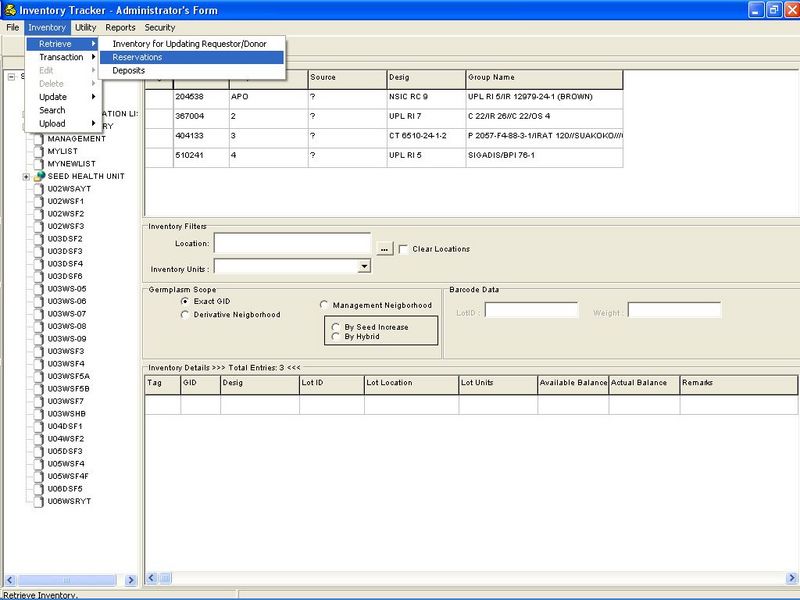 Inventory Tracker - Administrator's Form
File Inventory Utility Reports Security
Retrieve
Transaction
Edit
Delete
Update
Search
Upload
Inventory for Updating Requestor/Donor
Reservations
Deposits
Source Desig Group Name
204538 APO ? NSIC RC 9 UPL RI 5/IR 12979-24-1 (BROWN)
367004 2 ? UPL RI 7 C 22/IR 26//C 22/OS 4
404133 3 ? CT 6510-24-1-2 P 2057-F4-88-3-1/IRAT 120//SUAKOKO///
510241 4 ? UPL RI 5 SIGADIS/BPI 76-1
MANAGEMENT
MYLIST
MYNEWLIST
SEED HEALTH UNIT
U02WSAYT
U02WSF1
U02WSF2
U02WSF3
U03DSF2
U03DSF3
U03DSF4
U03DSF6
U03WS-05
U03WS-06
U03WS-07
U03WS-08
U03WS-09
U03WSF3
U03WSF4
U03WSF5A
U03WSF5B
U03WSF7
U03WSHB
U04DSF1
U04WSF2
U05DSF3
U05WSF4
U05WSF4F
U06DSF5
U06WSRYT
Inventory Filters
Location: ... Clear Locations
Inventory Units :
Germplasm Scope
Exact GID
Derivative Neigborhood
Management Neigborhood
By Seed Increase
By Hybrid
Barcode Data
LotID : Weight :
Inventory Details >>> Total Entries: 3 <<<
Tag GID Desig Lot ID Lot Location Lot Units Available Balance Actual Balance Remarks
Retrieve Inventory.